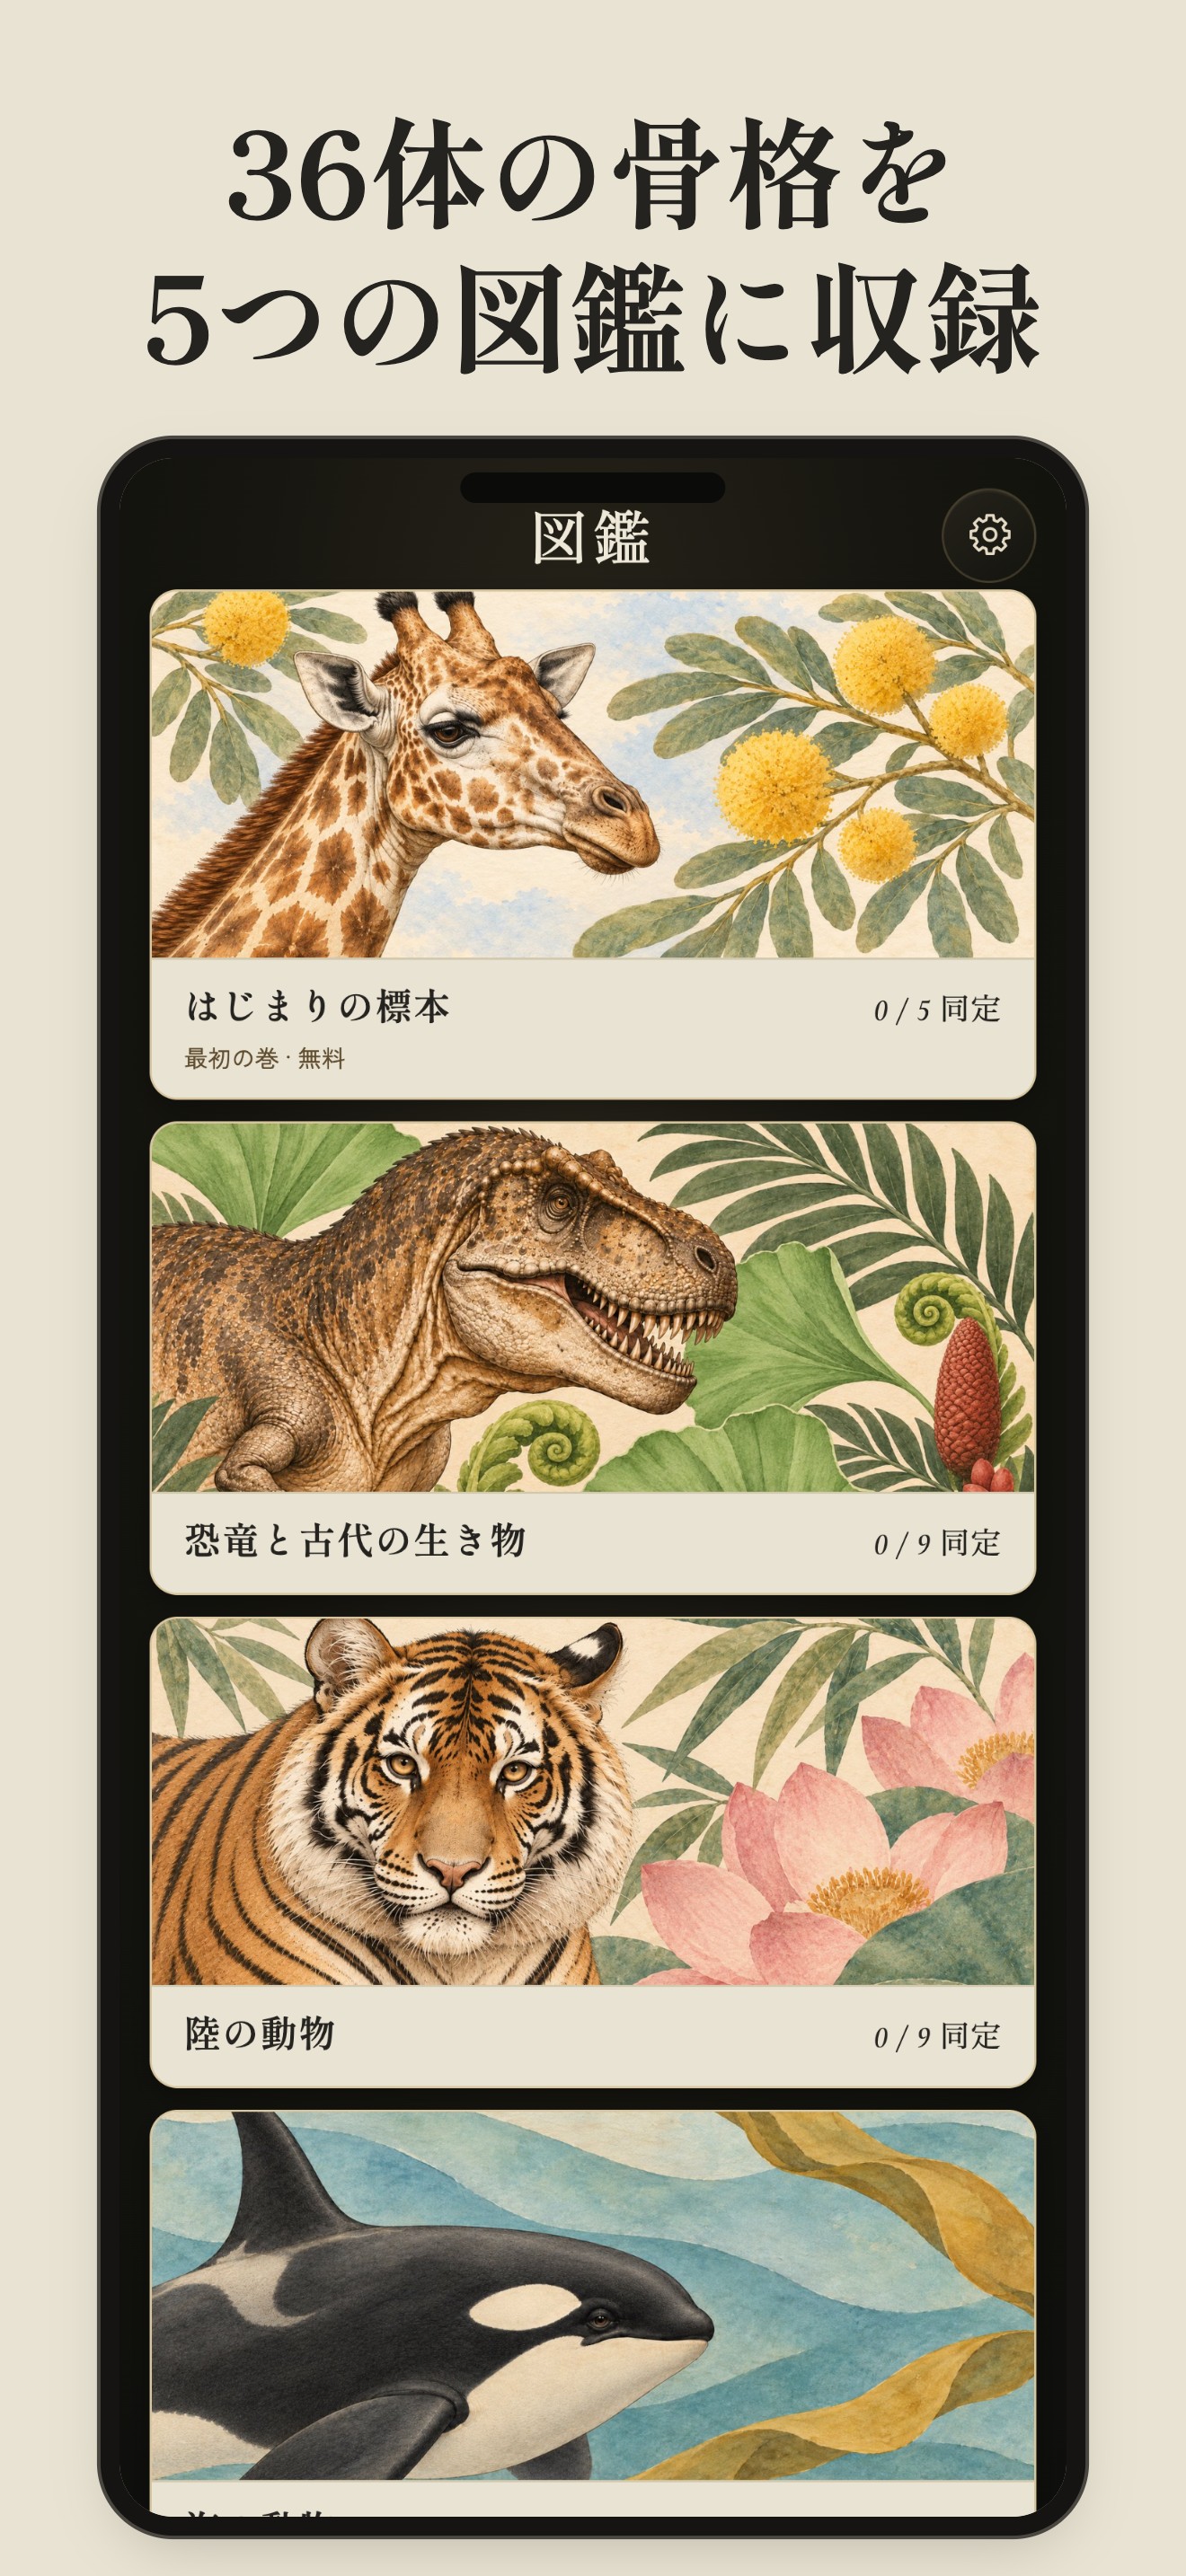 36体の骨格を
5つの図鑑に収録
図鑑
はじまりの標本
0 / 5 同定
最初の巻 · 無料
恐竜と古代の生き物
0 / 9 同定
陸の動物
0 / 9 同定